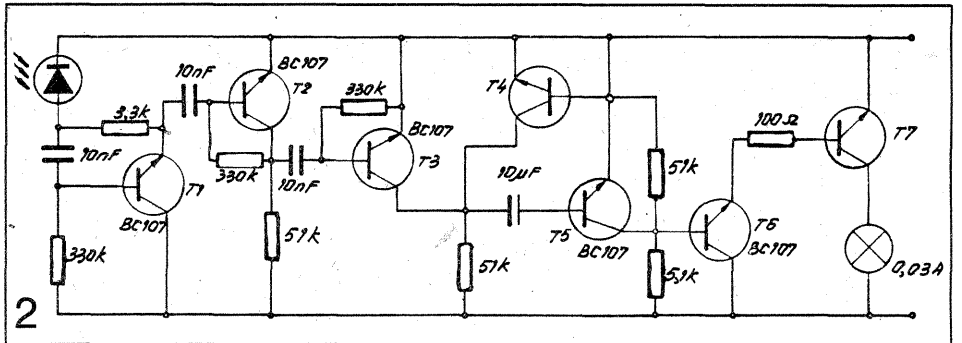 10nF
BC107
T2
330k
BC107
T3
T4
T7
3,3k
100Ω
10nF
T1
BC107
330k
10nF
10µF
51k
T5
BC107
T6
BC107
330k
51k
51k
5,1k
0,03A
2